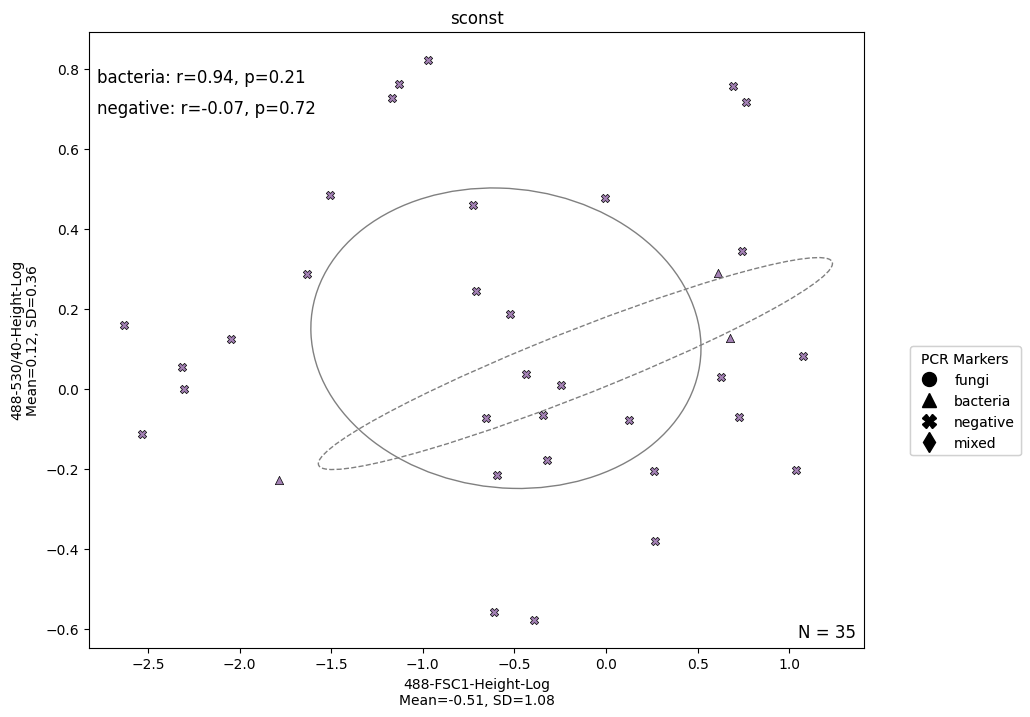 sconst
bacteria: r=0.94, p=0.21
negative: r=-0.07, p=0.72
0.8
0.6
0.4
0.2
0.0
−0.2
−0.4
−0.6
488-530/40-Height-Log
Mean=0.12, SD=0.36
PCR Markers
fungi
bacteria
negative
mixed
N = 35
−2.5 −2.0 −1.5 −1.0 −0.5 0.0 0.5 1.0
488-FSC1-Height-Log
Mean=-0.51, SD=1.08